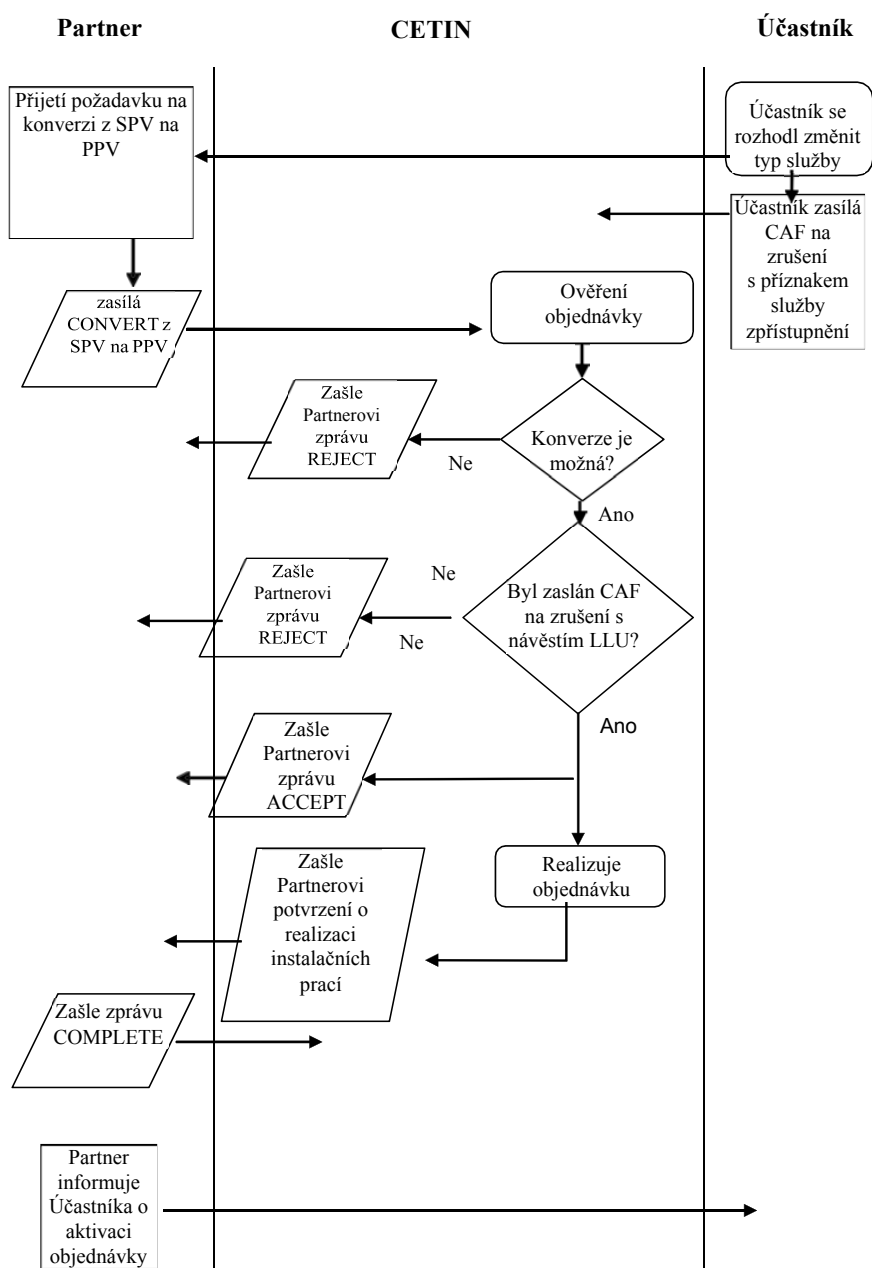 Partner
CETIN
Účastník
Přijetí požadavku na
konverzi z SPV na
PPV
Účastník se
rozhodl změnit
typ služby
Účastník zasílá
CAF na
zrušení
s příznakem
služby
zpřístupnění
zasílá
CONVERT z
SPV na PPV
Ověření
objednávky
Zašle
Partnerovi
zprávu
REJECT
Ne
Konverze je
možná?
Ano
Zašle
Partnerovi
zprávu
REJECT
Ne
Ne
Byl zaslán CAF
na zrušení s
návěstím LLU?
Ano
Zašle
Partnerovi
zprávu
ACCEPT
Realizuje
objednávku
Zašle
Partnerovi
potvrzení o
realizaci
instalačních
prací
Zašle zprávu
COMPLETE
Partner
informuje
Účastníka o
aktivaci
objednávky